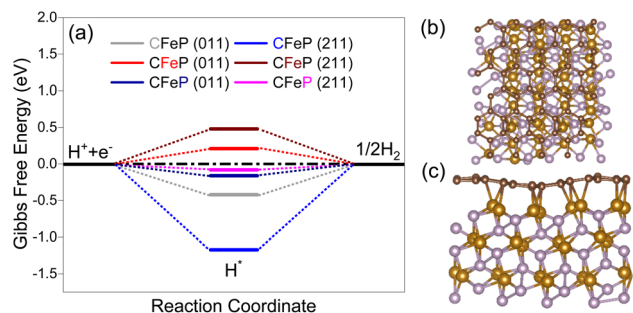 (a)
CFeP (011) CFeP (211)
CFeP (011) CFeP (211)
CFeP (011) CFeP (211)
Gibbs Free Energy (eV)
2.0
1.5
1.0
0.5
0.0
-0.5
-1.0
-1.5
H⁺+e⁻
1/2H₂
H*
Reaction Coordinate
(b)
(c)